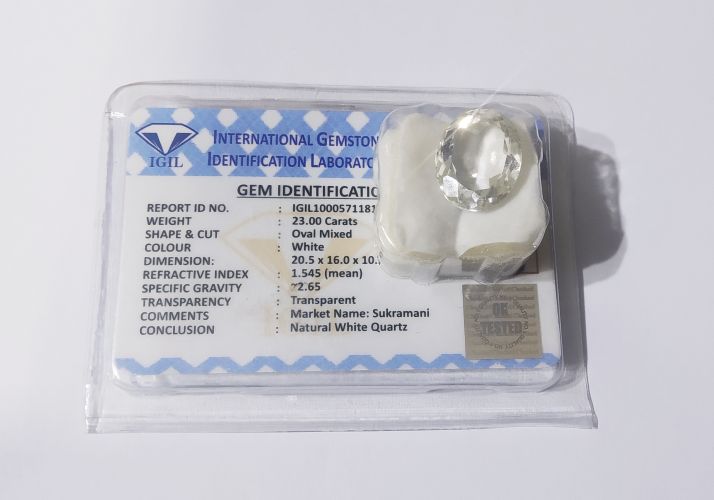 IGIL
INTERNATIONAL GEMSTON
IDENTIFICATION LABORAT
GEM IDENTIFICATIO
REPORT ID NO. : IGIL1000571181
WEIGHT : 23.00 Carats
SHAPE & CUT : Oval Mixed
COLOUR : White
DIMENSION: : 20.5 x 16.0 x 10.
REFRACTIVE INDEX : 1.545 (mean)
SPECIFIC GRAVITY : ~2.65
TRANSPARENCY : Transparent
COMMENTS : Market Name: Sukramani
CONCLUSION : Natural White Quartz
OK
TESTED